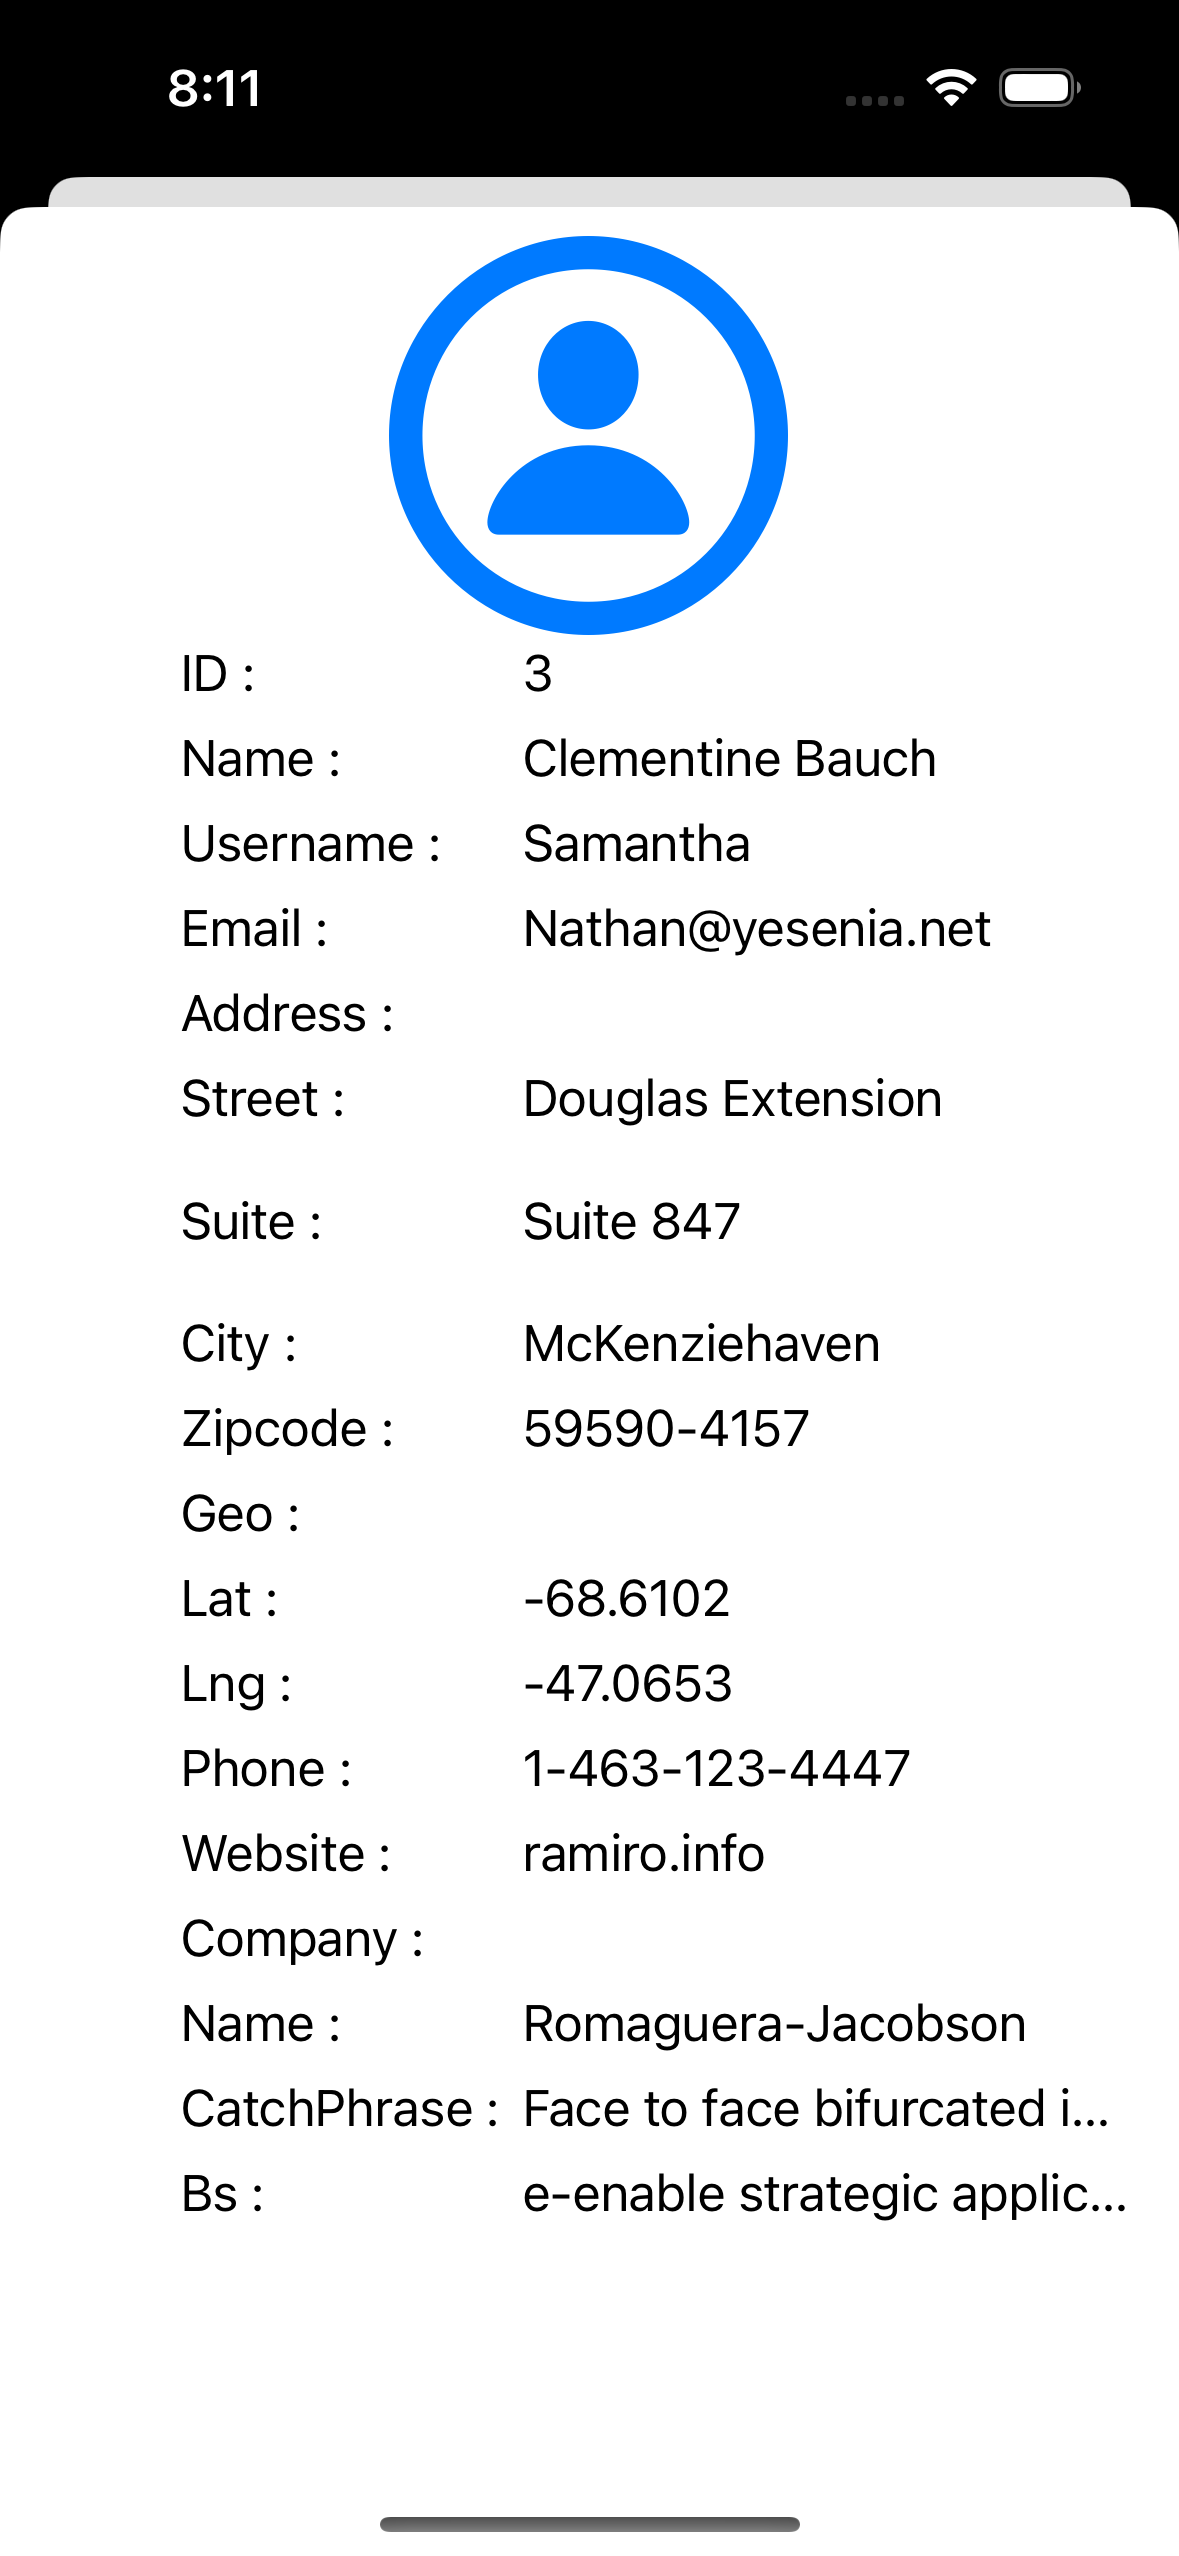 8:11
ID : 3
Name : Clementine Bauch
Username : Samantha
Email : Nathan@yesenia.net
Address :
Street : Douglas Extension
Suite : Suite 847
City : McKenziehaven
Zipcode : 59590-4157
Geo :
Lat : -68.6102
Lng : -47.0653
Phone : 1-463-123-4447
Website : ramiro.info
Company :
Name : Romaguera-Jacobson
CatchPhrase : Face to face bifurcated i...
Bs : e-enable strategic applic...